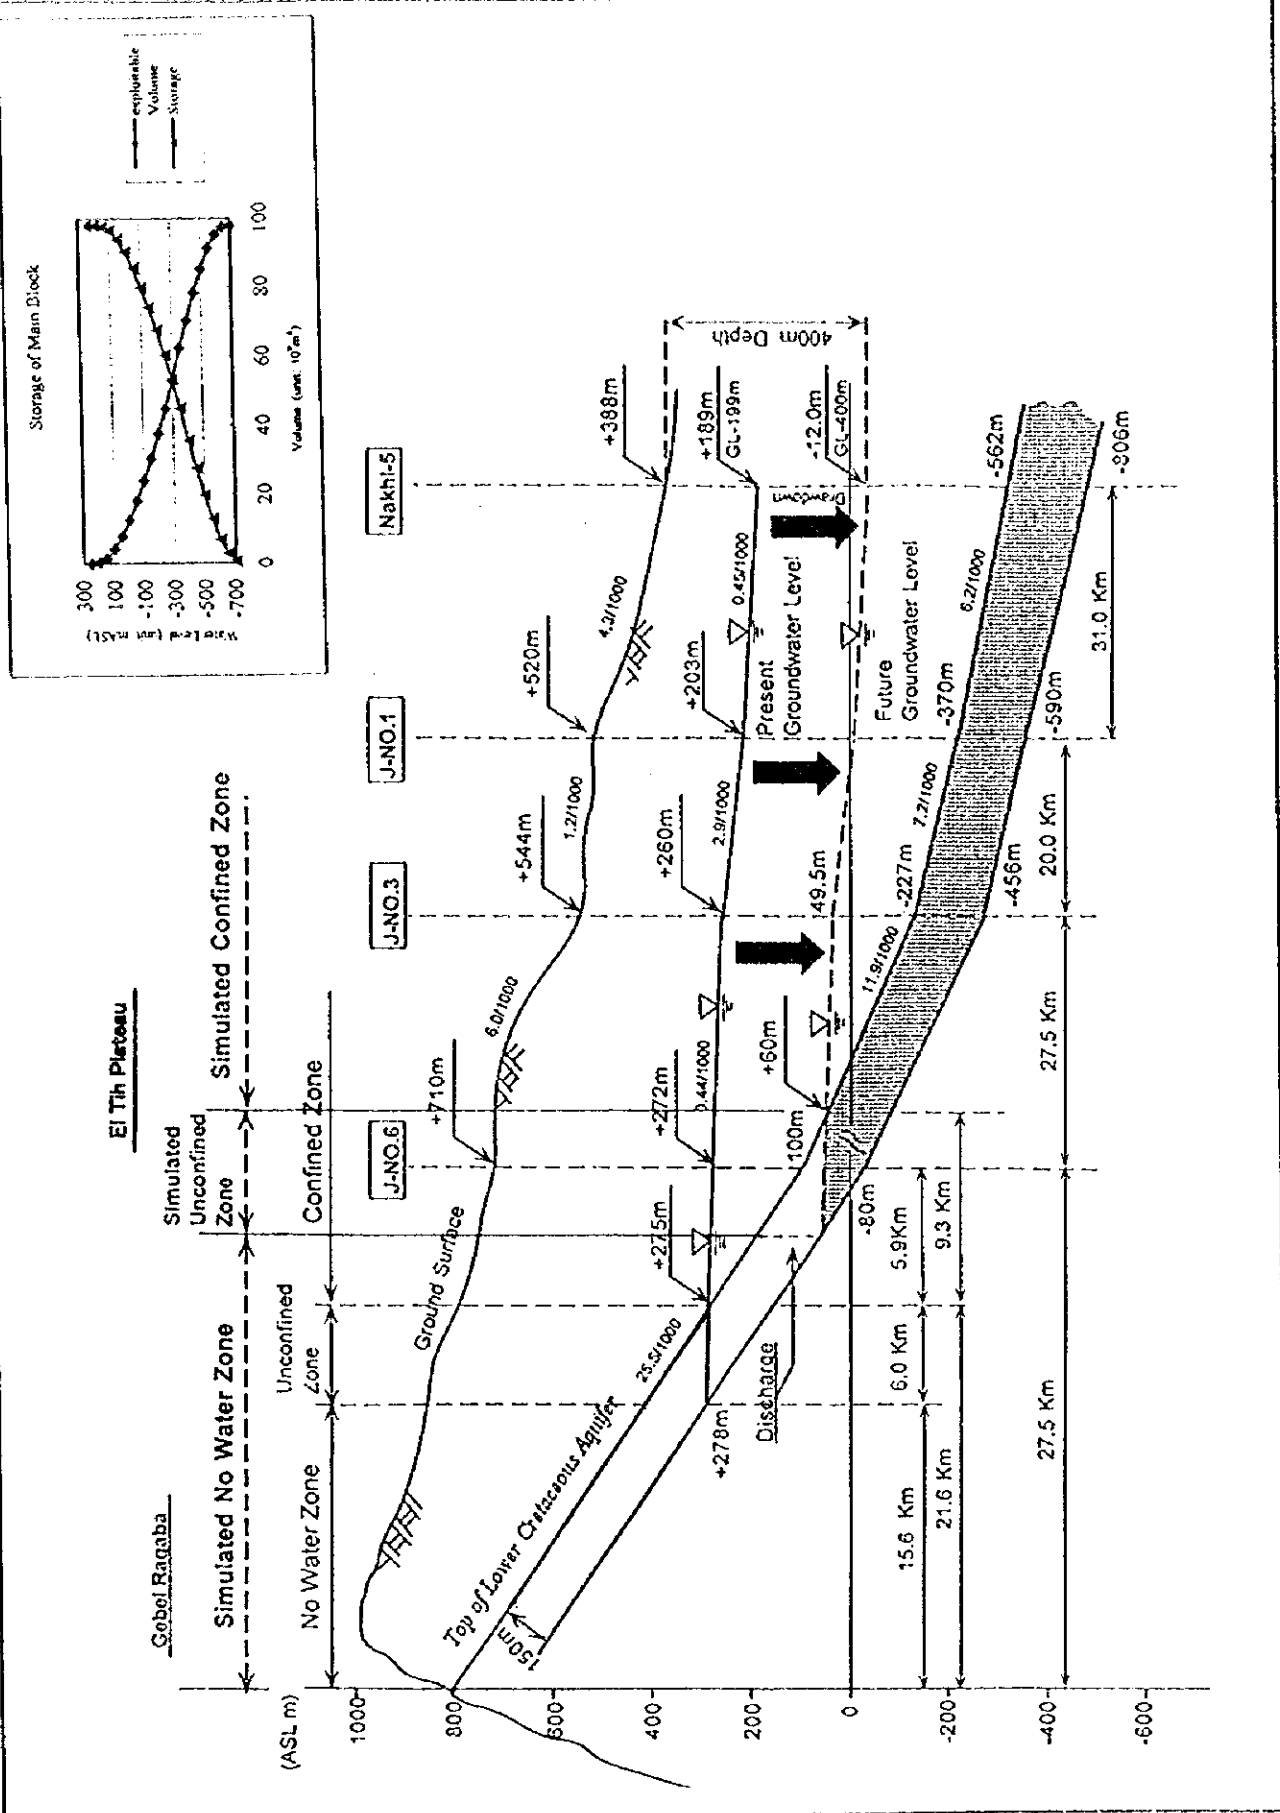 Storage of Main Block
300
100
-100
-300
-500
-700
Water Level (unit: mASL)
0
20
40
60
80
100
Volume
Storage
El Tih Plateau
Gebel Raqaba
Simulated No Water Zone
Simulated
Unconfined
Zone
Simulated Confined Zone
No Water Zone
Unconfined
Zone
Confined Zone
J-NO.6
J-NO.3
J-NO.1
Nakhl-5
(ASL m)
1000
800
600
400
200
0
-200
-400
-600
Ground Surface
+710m
6.0/1000
+544m
1.2/1000
+520m
4.3/1000
+388m
400m Depth
+278m
+275m
+272m
0.44/1000
+260m
2.9/1000
+203m
0.45/1000
+189m
GL-199m
Present
Groundwater Level
Drawdown
-12.0m
GL-400m
Future
Groundwater Level
Top of Lower Cretaceous Aquifer
150m
25.5/1000
Discharge
100m
+60m
49.5m
-80m
11.9/1000
-227m
-456m
7.2/1000
-370m
-590m
6.2/1000
-562m
-806m
15.6 Km
6.0 Km
5.9Km
21.6 Km
9.3 Km
27.5 Km
27.5 Km
20.0 Km
31.0 Km